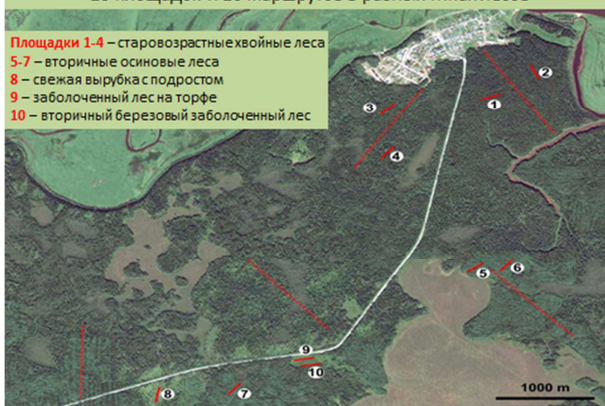 Площадки 1-4 – старовозрастные хвойные леса
5-7 – вторичные осиновые леса
8 – свежая вырубка с подростом
9 – заболоченный лес на торфе
10 – вторичный березовый заболоченный лес
2
1
3
4
5
6
9
10
8
7
1000 m